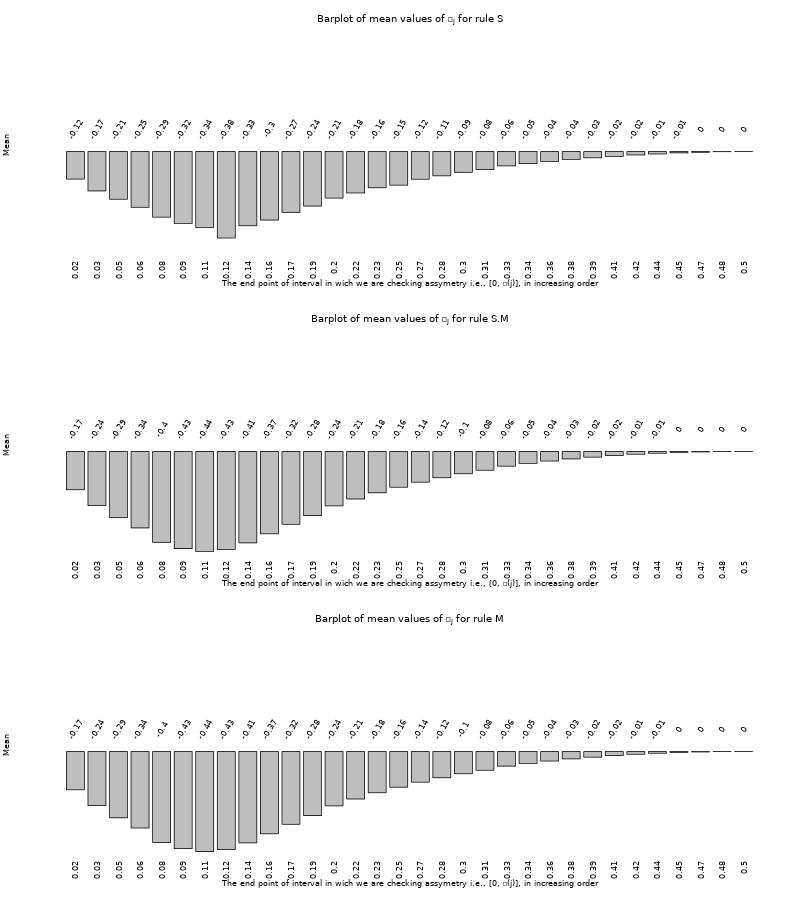 Barplot of mean values of □j for rule S
Mean
-0.12 -0.17 -0.21 -0.25 -0.29 -0.32 -0.34 -0.38 -0.33 -0.3 -0.27 -0.24 -0.21 -0.18 -0.16 -0.15 -0.12 -0.11 -0.09 -0.08 -0.06 -0.05 -0.04 -0.04 -0.03 -0.02 -0.02 -0.01 -0.01 0 0 0
0.02 0.03 0.05 0.06 0.08 0.09 0.11 0.12 0.14 0.16 0.17 0.19 0.2 0.22 0.23 0.25 0.27 0.28 0.3 0.31 0.33 0.34 0.36 0.38 0.39 0.41 0.42 0.44 0.45 0.47 0.48 0.5
The end point of interval in wich we are checking assymetry i.e., [0, □(j)], in increasing order
Barplot of mean values of □j for rule S.M
Mean
-0.17 -0.24 -0.29 -0.34 -0.4 -0.43 -0.44 -0.43 -0.41 -0.37 -0.32 -0.28 -0.24 -0.21 -0.18 -0.16 -0.14 -0.12 -0.1 -0.08 -0.06 -0.05 -0.04 -0.03 -0.02 -0.02 -0.01 -0.01 0 0 0 0
0.02 0.03 0.05 0.06 0.08 0.09 0.11 0.12 0.14 0.16 0.17 0.19 0.2 0.22 0.23 0.25 0.27 0.28 0.3 0.31 0.33 0.34 0.36 0.38 0.39 0.41 0.42 0.44 0.45 0.47 0.48 0.5
The end point of interval in wich we are checking assymetry i.e., [0, □(j)], in increasing order
Barplot of mean values of □j for rule M
Mean
-0.17 -0.24 -0.29 -0.34 -0.4 -0.43 -0.44 -0.43 -0.41 -0.37 -0.32 -0.28 -0.24 -0.21 -0.18 -0.16 -0.14 -0.12 -0.1 -0.08 -0.06 -0.05 -0.04 -0.03 -0.02 -0.02 -0.01 -0.01 0 0 0 0
0.02 0.03 0.05 0.06 0.08 0.09 0.11 0.12 0.14 0.16 0.17 0.19 0.2 0.22 0.23 0.25 0.27 0.28 0.3 0.31 0.33 0.34 0.36 0.38 0.39 0.41 0.42 0.44 0.45 0.47 0.48 0.5
The end point of interval in wich we are checking assymetry i.e., [0, □(j)], in increasing order